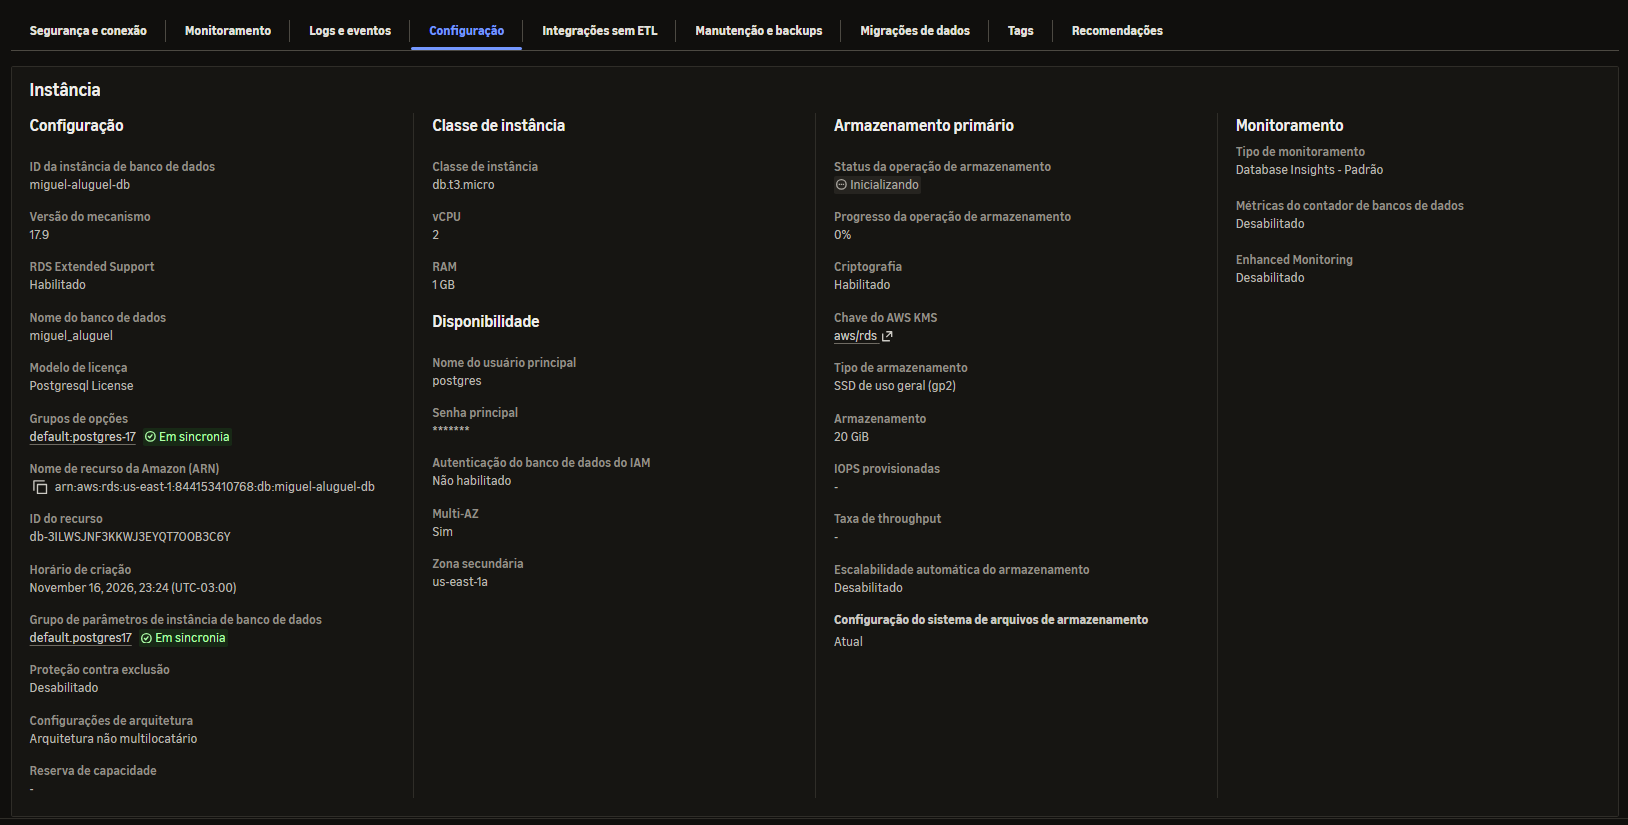 Segurança e conexão
Monitoramento
Logs e eventos
Configuração
Integrações sem ETL
Manutenção e backups
Migrações de dados
Tags
Recomendações
Instância
Configuração
ID da instância de banco de dados
miguel-aluguel-db
Versão do mecanismo
17.9
RDS Extended Support
Habilitado
Nome do banco de dados
miguel_aluguel
Modelo de licença
Postgresql License
Grupos de opções
default:postgres-17 Em sincronia
Nome de recurso da Amazon (ARN)
arn:aws:rds:us-east-1:844153410768:db:miguel-aluguel-db
ID do recurso
db-3ILWSJNF3KKWJ3EYQT7OOB3C6Y
Horário de criação
November 16, 2026, 23:24 (UTC-03:00)
Grupo de parâmetros de instância de banco de dados
default.postgres17 Em sincronia
Proteção contra exclusão
Desabilitado
Configurações de arquitetura
Arquitetura não multilocatário
Reserva de capacidade
-
Classe de instância
Classe de instância
db.t3.micro
vCPU
2
RAM
1 GB
Disponibilidade
Nome do usuário principal
postgres
Senha principal
*******
Autenticação do banco de dados do IAM
Não habilitado
Multi-AZ
Sim
Zona secundária
us-east-1a
Armazenamento primário
Status da operação de armazenamento
Inicializando
Progresso da operação de armazenamento
0%
Criptografia
Habilitado
Chave do AWS KMS
aws/rds
Tipo de armazenamento
SSD de uso geral (gp2)
Armazenamento
20 GiB
IOPS provisionadas
-
Taxa de throughput
-
Escalabilidade automática do armazenamento
Desabilitado
Configuração do sistema de arquivos de armazenamento
Atual
Monitoramento
Tipo de monitoramento
Database Insights - Padrão
Métricas do contador de bancos de dados
Desabilitado
Enhanced Monitoring
Desabilitado